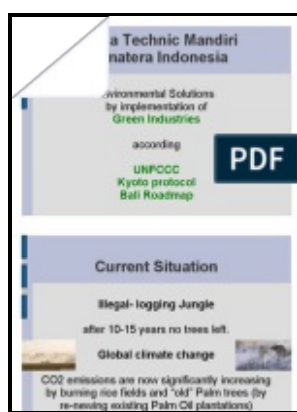 a Technic Mandiri
matera Indonesia
nvironmental Solutions
by implementation of
Green Industries
according
PDF
UNFCCC
Kyoto protocol
Bali Roadmap
Current Situation
Illegal- logging Jungle
after 10-15 years no trees left.
Global climate change
CO2 emissions are now significantly increasing
by burning rice fields and "old" Palm trees (by
re-newing existing Palm Oil plantations)